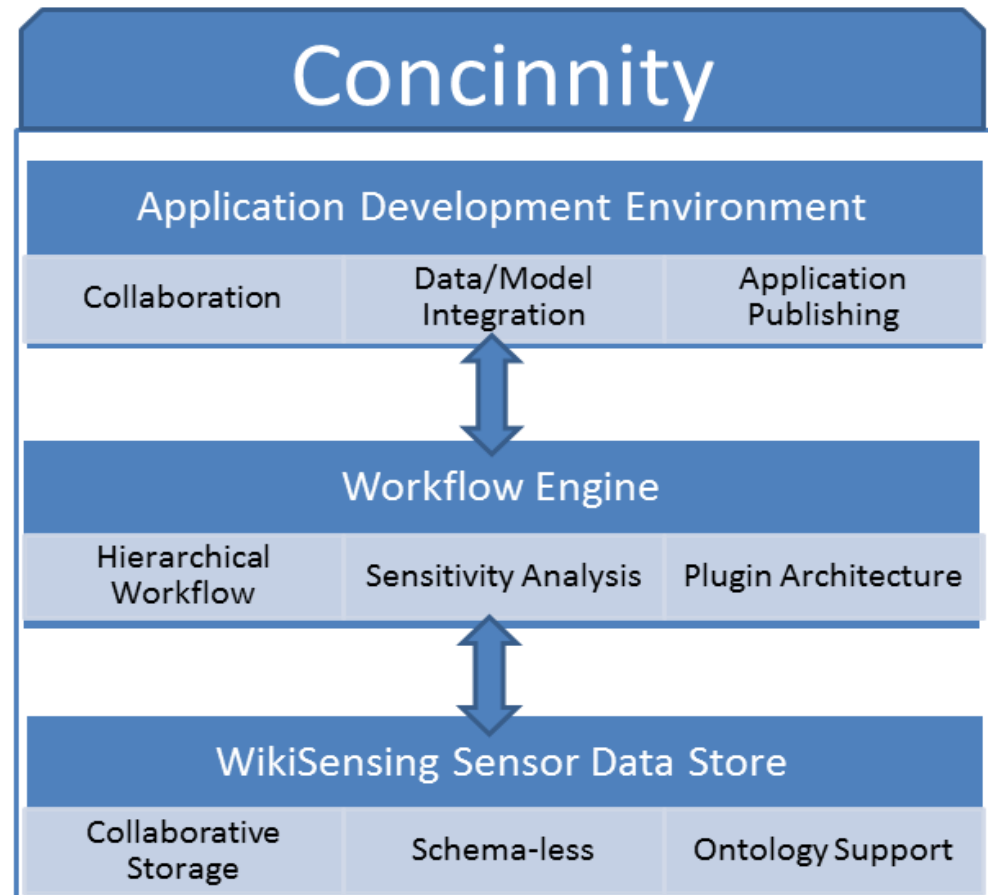 Concinnity
Application Development Environment
Collaboration
Data/Model
Integration
Application
Publishing
Workflow Engine
Hierarchical
Workflow
Sensitivity Analysis
Plugin Architecture
WikiSensing Sensor Data Store
Collaborative
Storage
Schema-less
Ontology Support